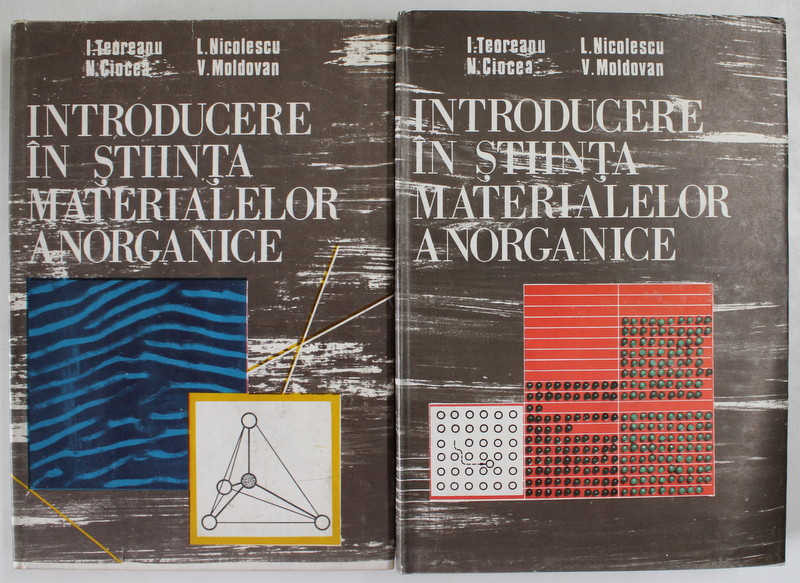 I.Teoreanu L.Nicolescu
N.Ciocea V.Moldovan
INTRODUCERE
ÎN ȘTIINȚA
MATERIALELOR
ANORGANICE
I.Teoreanu L.Nicolescu
N.Ciocea V.Moldovan
INTRODUCERE
ÎN ȘTIINȚA
MATERIALELOR
ANORGANICE